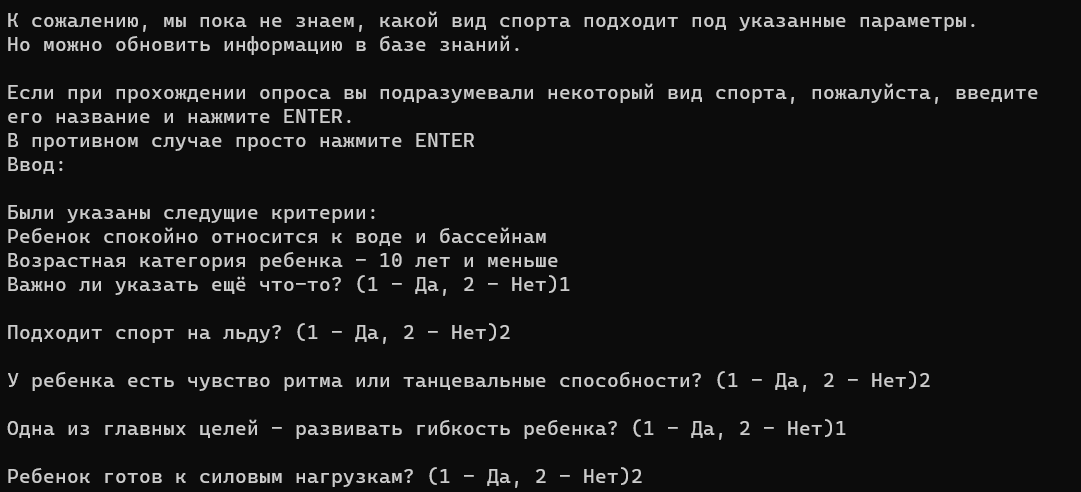 К сожалению, мы пока не знаем, какой вид спорта подходит под указанные параметры.
Но можно обновить информацию в базе знаний.
Если при прохождении опроса вы подразумевали некоторый вид спорта, пожалуйста, введите
его название и нажмите ENTER.
В противном случае просто нажмите ENTER
Ввод:
Были указаны следущие критерии:
Ребенок спокойно относится к воде и бассейнам
Возрастная категория ребенка - 10 лет и меньше
Важно ли указать ещё что-то? (1 - Да, 2 - Нет)1
Подходит спорт на льду? (1 - Да, 2 - Нет)2
У ребенка есть чувство ритма или танцевальные способности? (1 - Да, 2 - Нет)2
Одна из главных целей - развивать гибкость ребенка? (1 - Да, 2 - Нет)1
Ребенок готов к силовым нагрузкам? (1 - Да, 2 - Нет)2